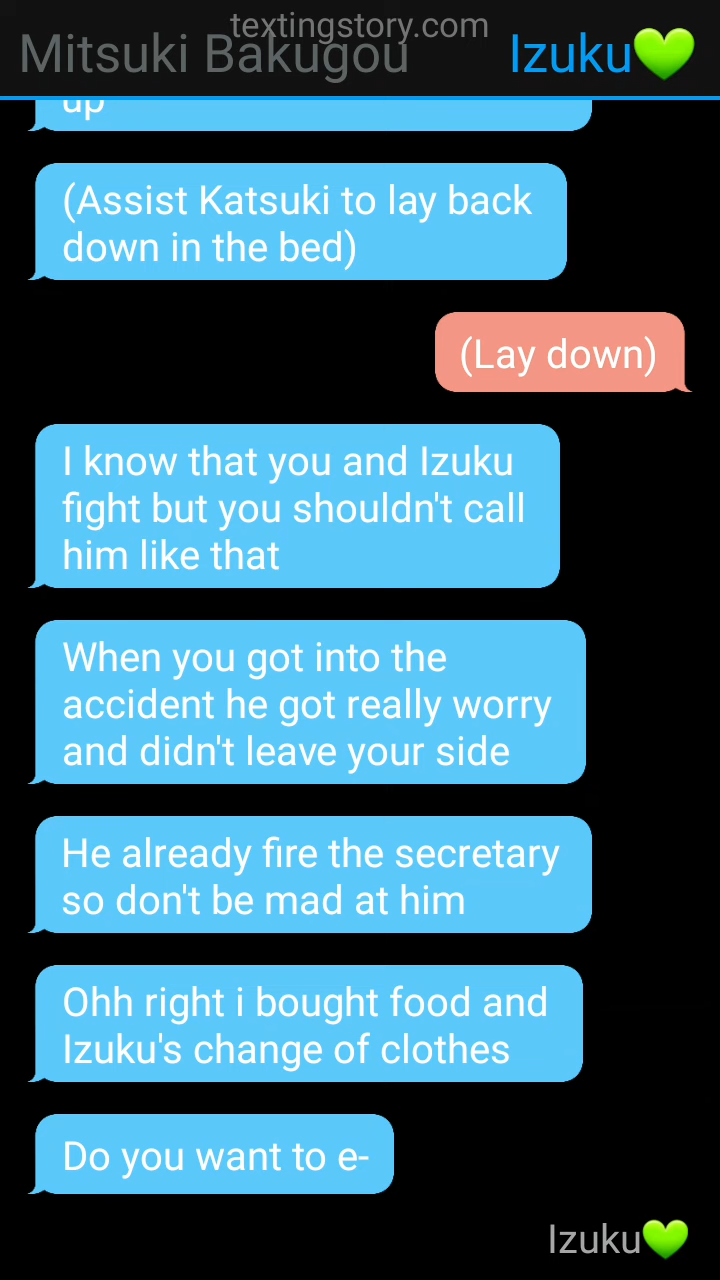 textingstory.com
Mitsuki Bakugou
Izuku💚
up
(Assist Katsuki to lay back
down in the bed)
(Lay down)
I know that you and Izuku
fight but you shouldn't call
him like that
When you got into the
accident he got really worry
and didn't leave your side
He already fire the secretary
so don't be mad at him
Ohh right i bought food and
Izuku's change of clothes
Do you want to e-
Izuku💚